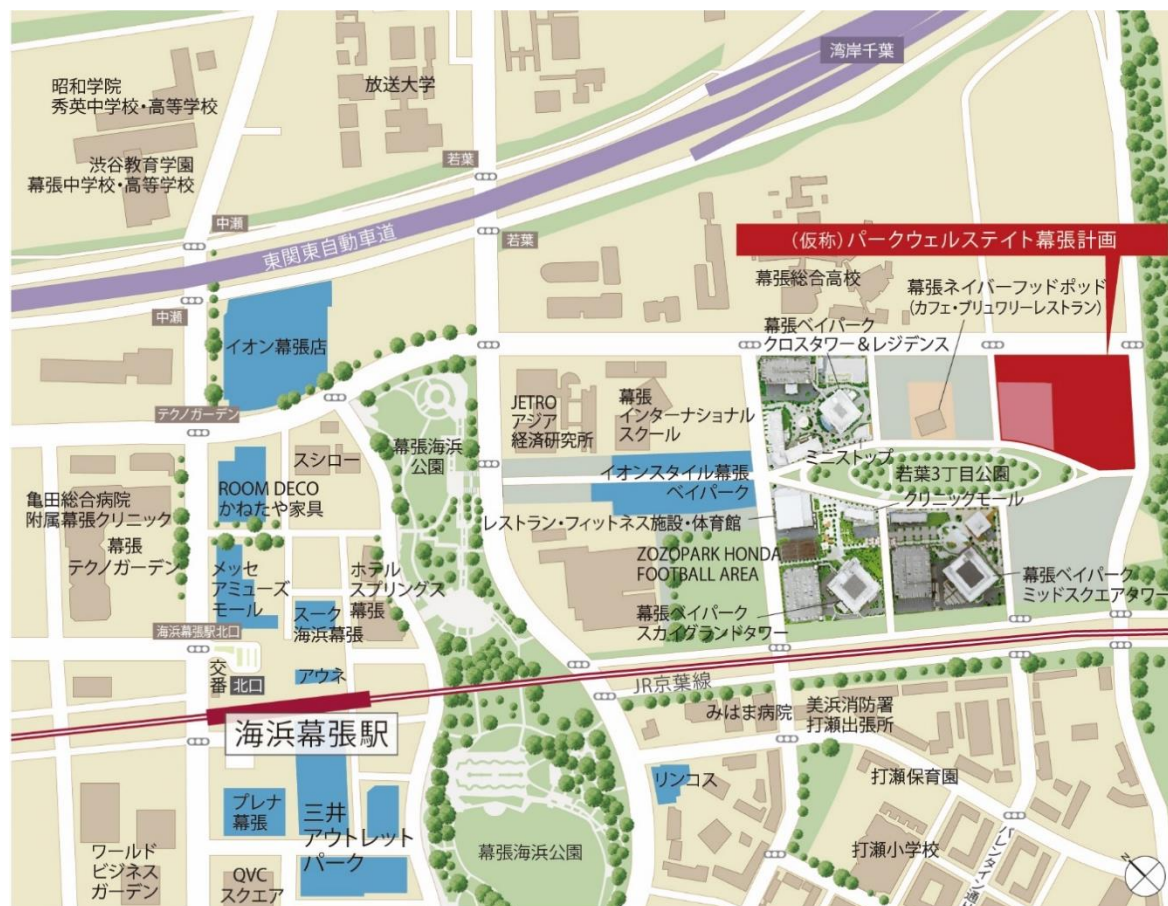 湾岸千葉
昭和学院
秀英中学校・高等学校
放送大学
渋谷教育学園
幕張中学校・高等学校
若葉
中瀬
東関東自動車道
若葉
(仮称)パークウェルステイト幕張計画
中瀬
幕張総合高校
幕張ネイバーフッドポッド
(カフェ・ブリュワリーレストラン)
幕張ベイパーク
クロスタワー&レジデンス
イオン幕張店
テクノガーデン
JETRO
アジア
経済研究所
幕張
インターナショナル
スクール
幕張海浜
公園
スシロー
ミニストップ
若葉3丁目公園
イオンスタイル幕張
ベイパーク
クリニックモール
亀田総合病院
附属幕張クリニック
ROOM DECO
かねたや家具
レストラン・フィットネス施設・体育館
幕張
テクノガーデン
メッセ
アミューズ
モール
ホテル
スプリングス
幕張
ZOZOPARK HONDA
FOOTBALL AREA
幕張ベイパーク
ミッドスクエアタワー
スーク
海浜幕張
幕張ベイパーク
スカイグランドタワー
海浜幕張駅北口
交番
北口
アウネ
JR京葉線
海浜幕張駅
みはま病院
美浜消防署
打瀬出張所
リンコス
打瀬保育園
プレナ
幕張
三井
アウトレット
パーク
幕張海浜公園
打瀬小学校
バレンタイン通り
ワールド
ビジネス
ガーデン
QVC
スクエア
N